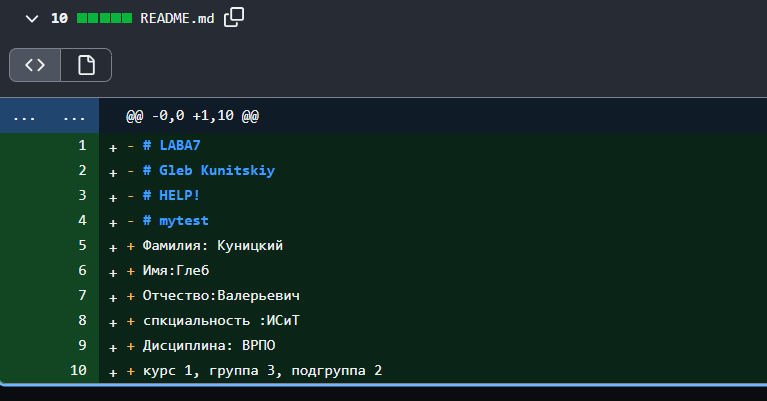 10 README.md
... ... @@ -0,0 +1,10 @@
1 + - # LABA7
2 + - # Gleb Kunitskiy
3 + - # HELP!
4 + - # mytest
5 + + Фамилия: Куницкий
6 + + Имя:Глеб
7 + + Отчество:Валерьевич
8 + + спкциальность :ИСиТ
9 + + Дисциплина: ВРПО
10 + + курс 1, группа 3, подгруппа 2